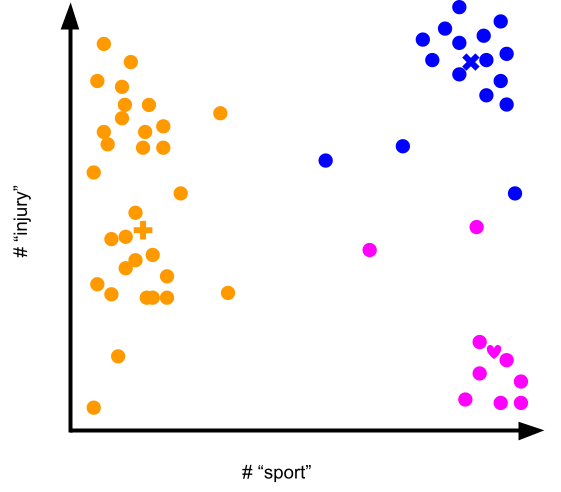 # “injury”
# “sport”